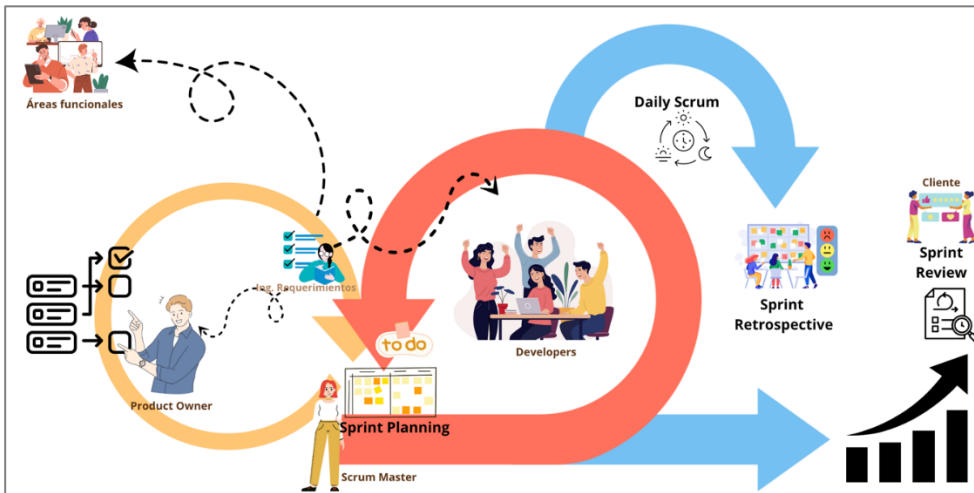 Áreas funcionales
Daily Scrum
Cliente
Sprint
Review
Ing. Requerimientos
Sprint
Retrospective
to do
Developers
Product Owner
Sprint Planning
Scrum Master